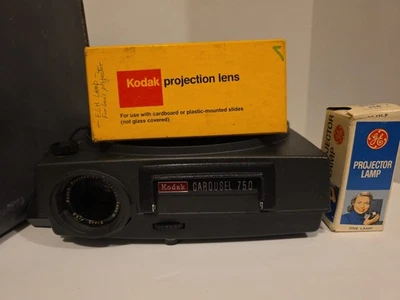 Kodak projection lens
For use with cardboard or plastic-mounted slides
(not glass covered)
Kodak CAROUSEL 750
PROJECTOR
GE
PROJECTOR
LAMP
ONE LAMP